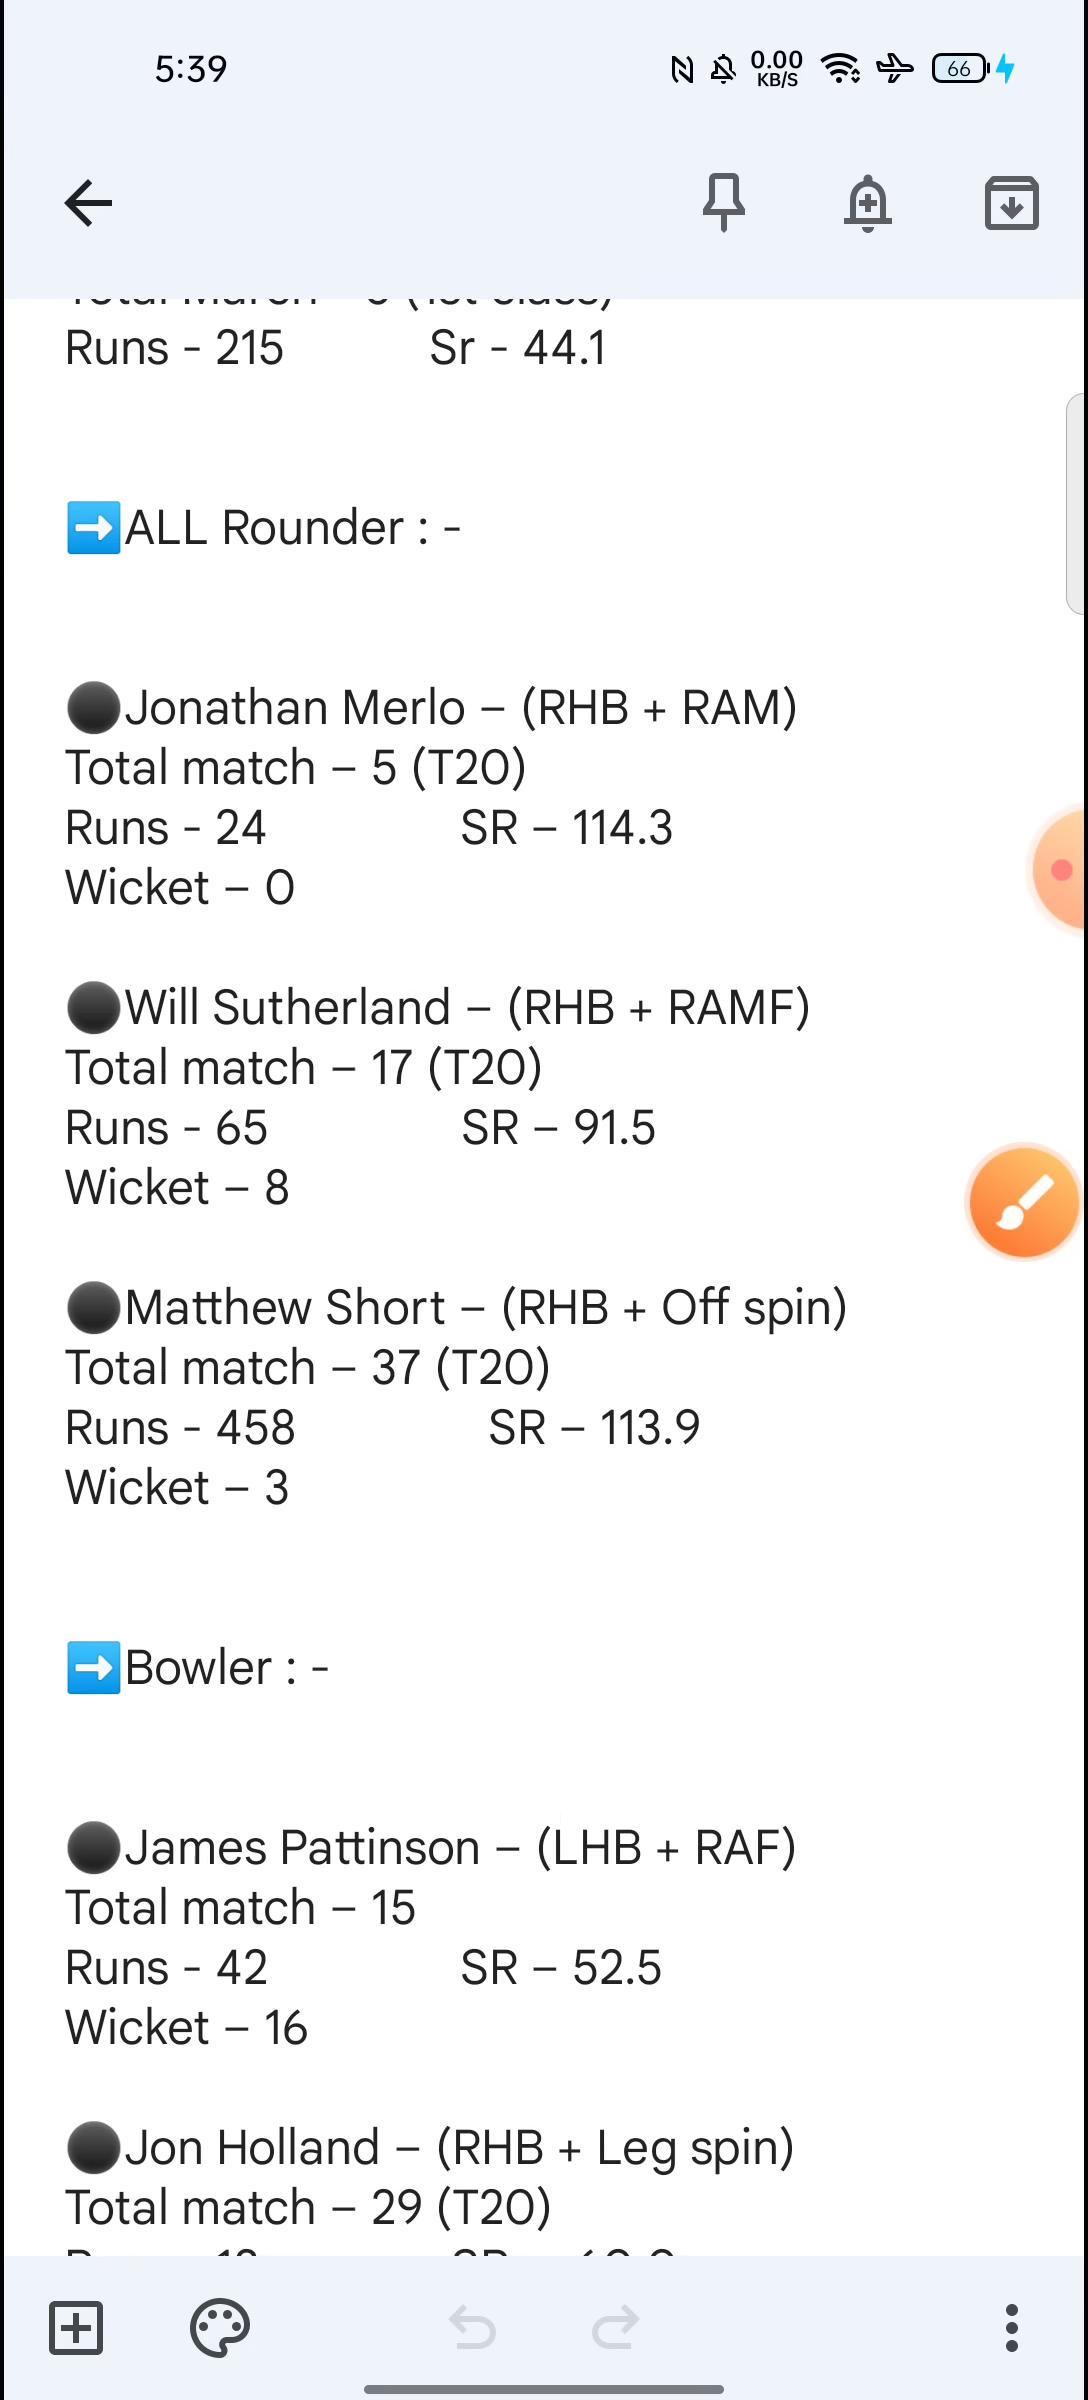 5:39
0.00
KB/S
66
Runs - 215 Sr - 44.1
➡️ALL Rounder : -
⚫Jonathan Merlo – (RHB + RAM)
Total match – 5 (T20)
Runs - 24 SR – 114.3
Wicket – 0
⚫Will Sutherland – (RHB + RAMF)
Total match – 17 (T20)
Runs - 65 SR – 91.5
Wicket – 8
⚫Matthew Short – (RHB + Off spin)
Total match – 37 (T20)
Runs - 458 SR – 113.9
Wicket – 3
➡️Bowler : -
⚫James Pattinson – (LHB + RAF)
Total match – 15
Runs - 42 SR – 52.5
Wicket – 16
⚫Jon Holland – (RHB + Leg spin)
Total match – 29 (T20)